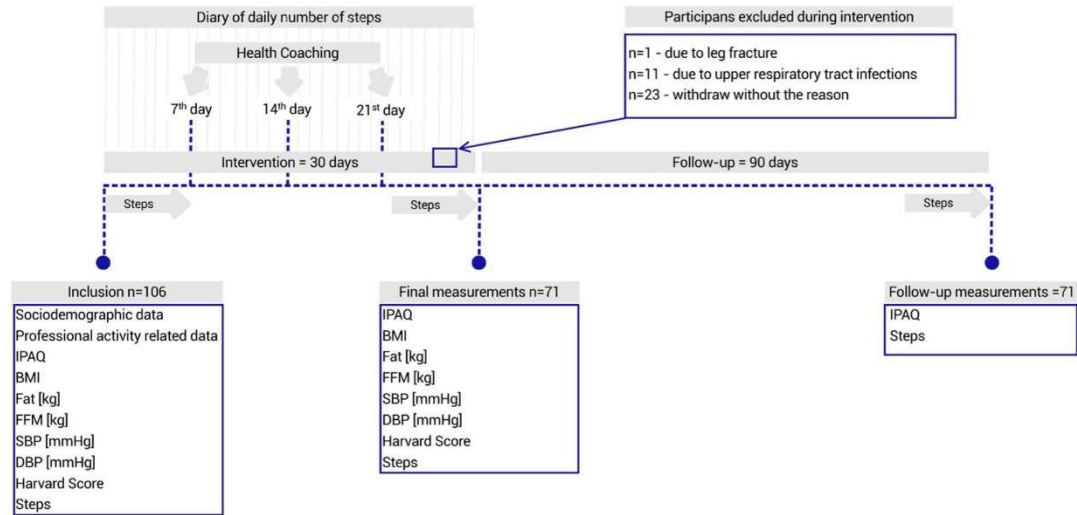 Diary of daily number of steps
Participans excluded during intervention
Health Coaching
n=1 - due to leg fracture
n=11 - due to upper respiratory tract infections
n=23 - withdraw without the reason
7th day
14th day
21st day
Intervention = 30 days
Follow-up = 90 days
Steps
Steps
Steps
Inclusion n=106
Sociodemographic data
Professional activity related data
IPAQ
BMI
Fat [kg]
FFM [kg]
SBP [mmHg]
DBP [mmHg]
Harvard Score
Steps
Final measurements n=71
IPAQ
BMI
Fat [kg]
FFM [kg]
SBP [mmHg]
DBP [mmHg]
Harvard Score
Steps
Follow-up measurements =71
IPAQ
Steps